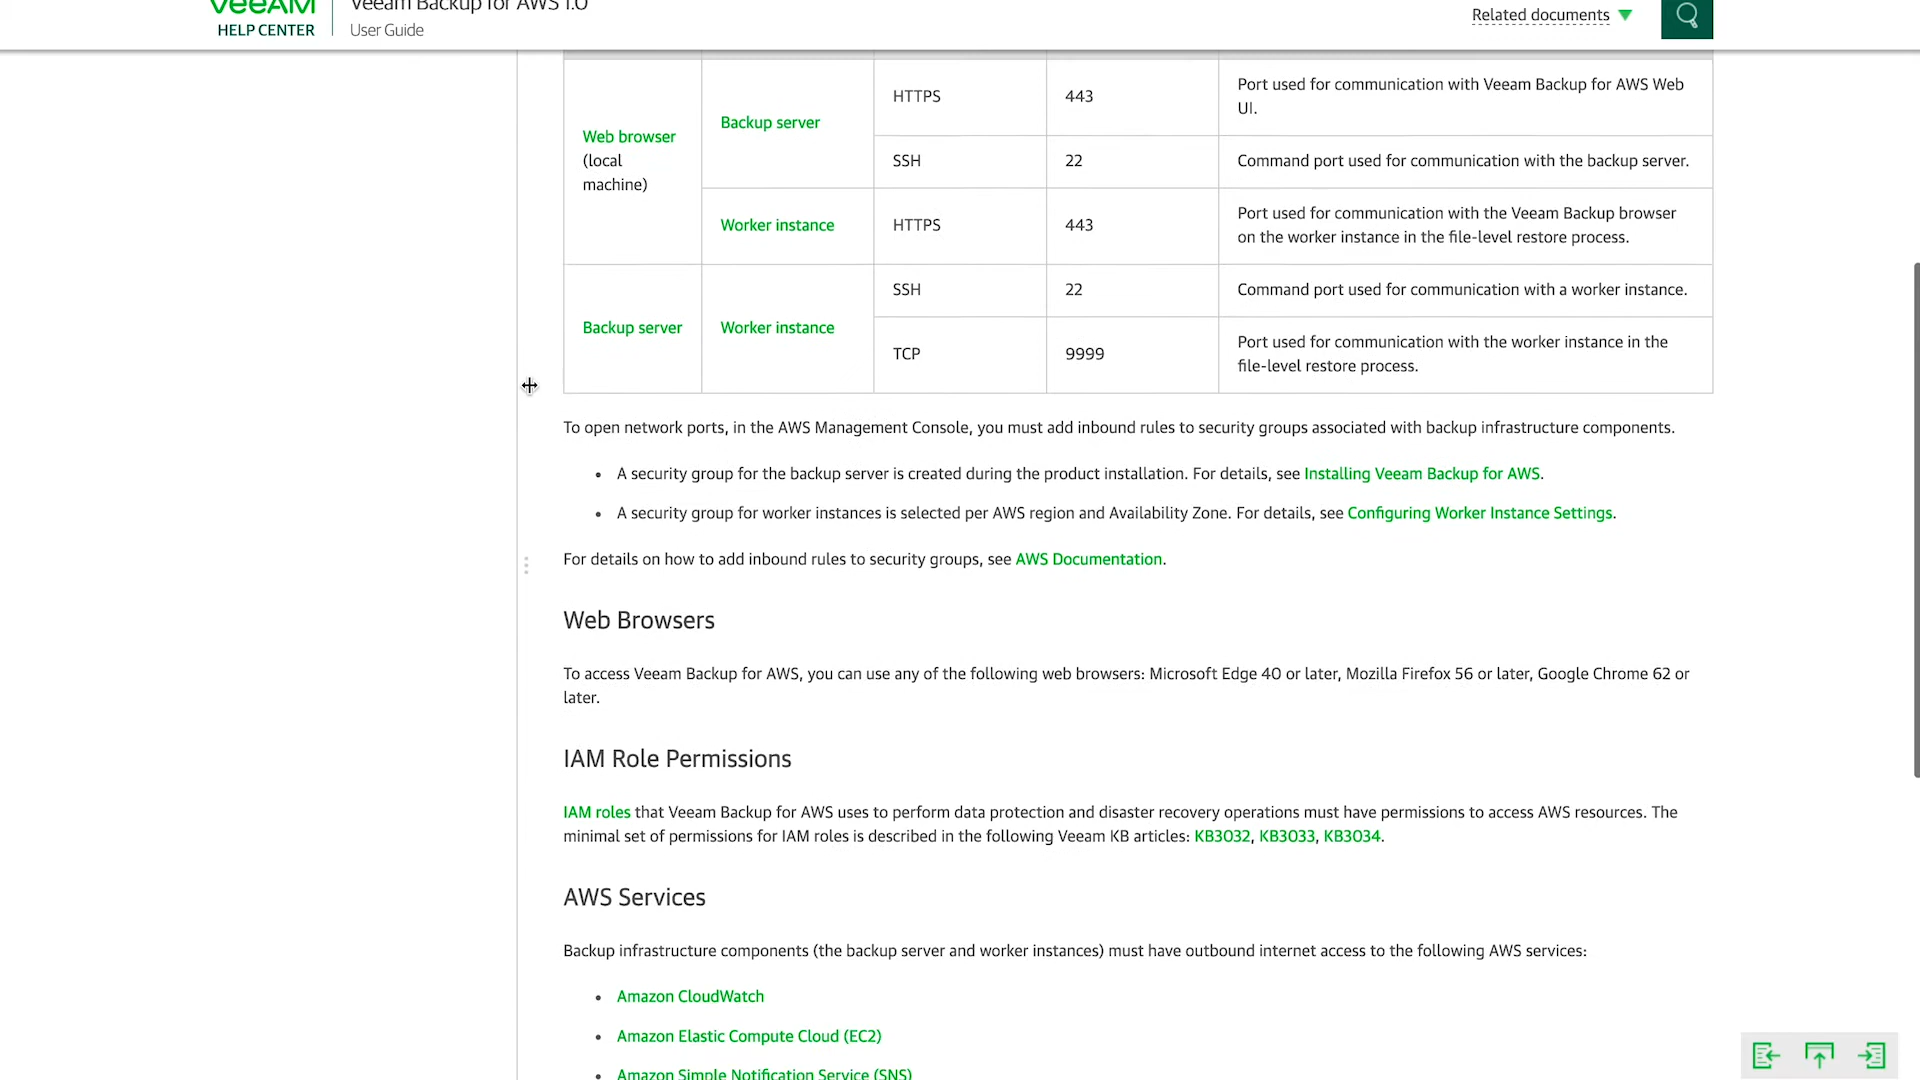 veeAM
HELP CENTER
Veeam Backup for AWS 1.0
User Guide
Related documents
Web browser
(local
machine)
Backup server
HTTPS
443
Port used for communication with Veeam Backup for AWS Web
UI.
SSH
22
Command port used for communication with the backup server.
Worker instance
HTTPS
443
Port used for communication with the Veeam Backup browser
on the worker instance in the file-level restore process.
Backup server
Worker instance
SSH
22
Command port used for communication with a worker instance.
TCP
9999
Port used for communication with the worker instance in the
file-level restore process.
To open network ports, in the AWS Management Console, you must add inbound rules to security groups associated with backup infrastructure components.
• A security group for the backup server is created during the product installation. For details, see Installing Veeam Backup for AWS.
• A security group for worker instances is selected per AWS region and Availability Zone. For details, see Configuring Worker Instance Settings.
For details on how to add inbound rules to security groups, see AWS Documentation.
Web Browsers
To access Veeam Backup for AWS, you can use any of the following web browsers: Microsoft Edge 40 or later, Mozilla Firefox 56 or later, Google Chrome 62 or
later.
IAM Role Permissions
IAM roles that Veeam Backup for AWS uses to perform data protection and disaster recovery operations must have permissions to access AWS resources. The
minimal set of permissions for IAM roles is described in the following Veeam KB articles: KB3032, KB3033, KB3034.
AWS Services
Backup infrastructure components (the backup server and worker instances) must have outbound internet access to the following AWS services:
• Amazon CloudWatch
• Amazon Elastic Compute Cloud (EC2)
• Amazon Simple Notification Service (SNS)